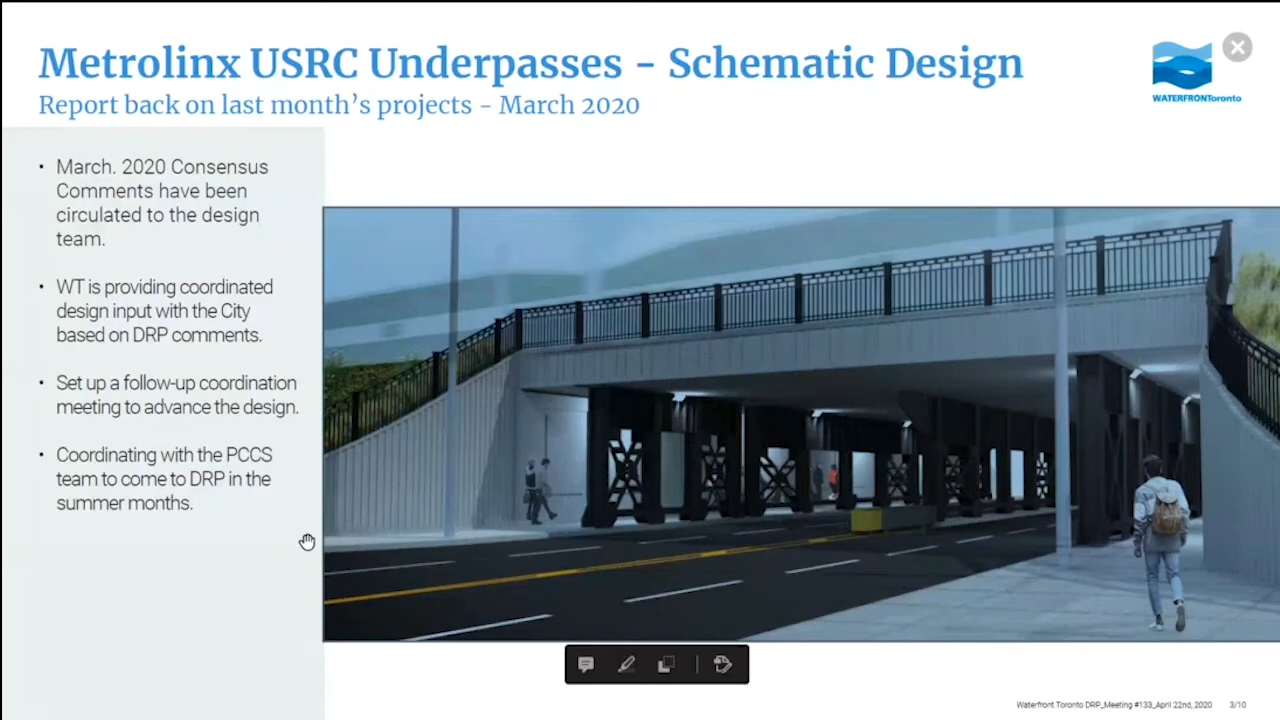 Metrolinx USRC Underpasses - Schematic Design
Report back on last month's projects - March 2020
WATERFRONToronto
• March. 2020 Consensus
Comments have been
circulated to the design
team.
• WT is providing coordinated
design input with the City
based on DRP comments.
• Set up a follow-up coordination
meeting to advance the design.
• Coordinating with the PCCS
team to come to DRP in the
summer months.
Waterfront Toronto DRP_Meeting #133_April 22nd, 2020 3/10